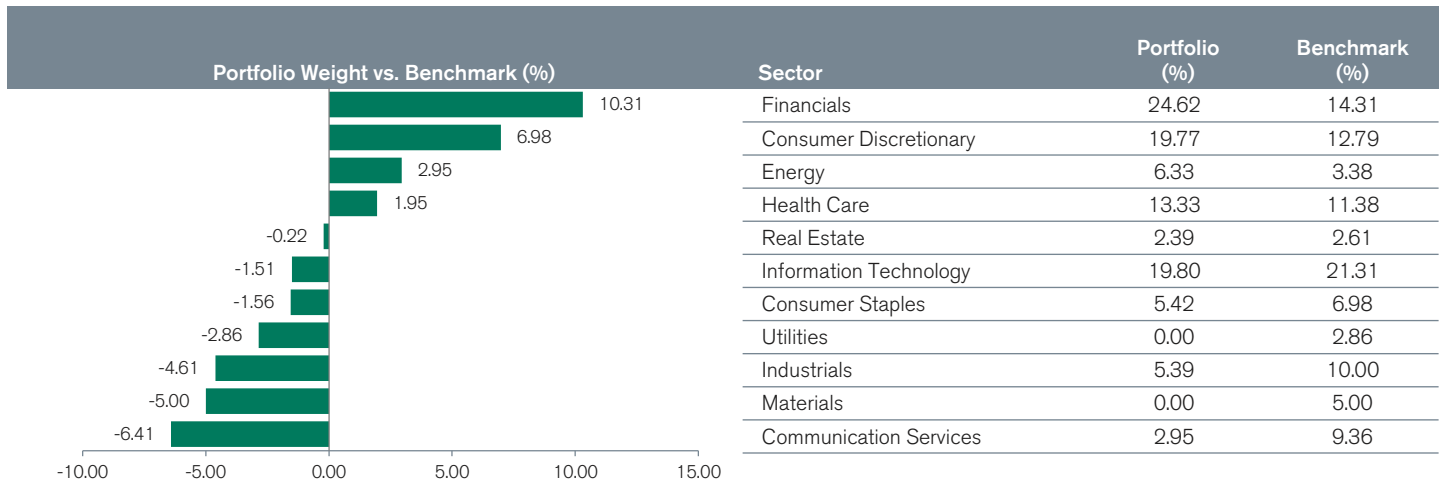 Portfolio Weight vs. Benchmark (%)
Sector
Portfolio (%)
Benchmark (%)
10.31
Financials 24.62 14.31
6.98
Consumer Discretionary 19.77 12.79
2.95
Energy 6.33 3.38
1.95
Health Care 13.33 11.38
-0.22
Real Estate 2.39 2.61
-1.51
Information Technology 19.80 21.31
-1.56
Consumer Staples 5.42 6.98
-2.86
Utilities 0.00 2.86
-4.61
Industrials 5.39 10.00
-5.00
Materials 0.00 5.00
-6.41
Communication Services 2.95 9.36
-10.00 -5.00 0.00 5.00 10.00 15.00